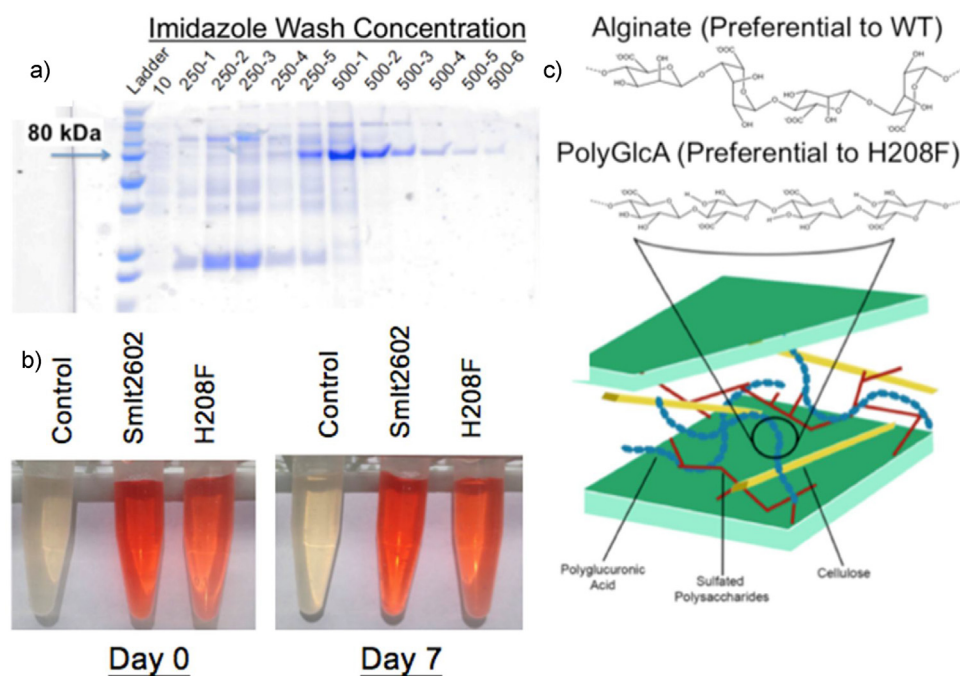 Imidazole Wash Concentration
a)
Ladder
10
250-1
250-2
250-3
250-4
250-5
500-1
500-2
500-3
500-4
500-5
500-6
80 kDa
b)
Control
Smlt2602
H208F
Control
Smlt2602
H208F
Day 0
Day 7
c)
Alginate (Preferential to WT)
PolyGlcA (Preferential to H208F)
Polyglucuronic
Acid
Sulfated
Polysaccharides
Cellulose